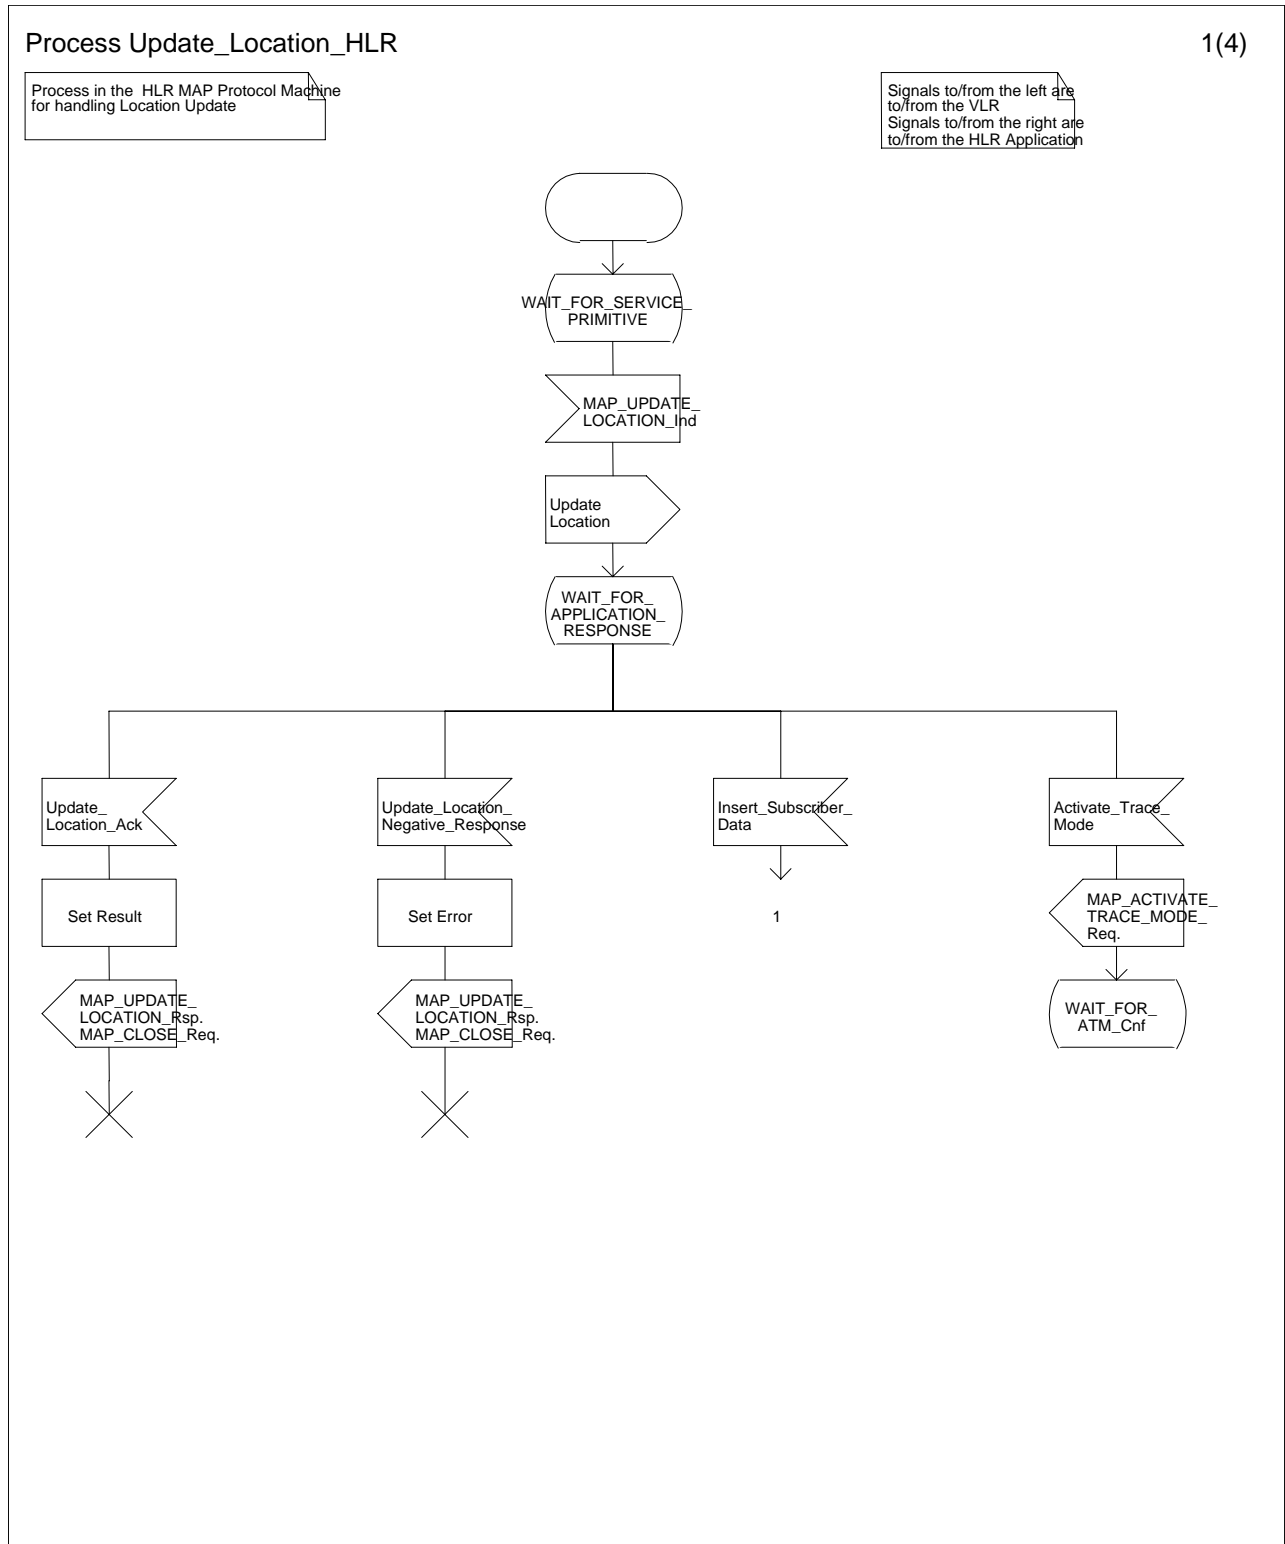 Process Update_Location_HLR
1(4)
Process in the HLR MAP Protocol Machine
for handling Location Update
Signals to/from the left are
to/from the VLR
Signals to/from the right are
to/from the HLR Application
WAIT_FOR_SERVICE_
PRIMITIVE
MAP_UPDATE_
LOCATION_Ind
Update
Location
WAIT_FOR_
APPLICATION_
RESPONSE
Update_
Location_Ack
Update_Location_
Negative_Response
Insert_Subscriber_
Data
Activate_Trace_
Mode
Set Result
Set Error
1
MAP_ACTIVATE_
TRACE_MODE_
Req.
MAP_UPDATE_
LOCATION_Rsp.
MAP_CLOSE_Req.
MAP_UPDATE_
LOCATION_Rsp.
MAP_CLOSE_Req.
WAIT_FOR_
ATM_Cnf